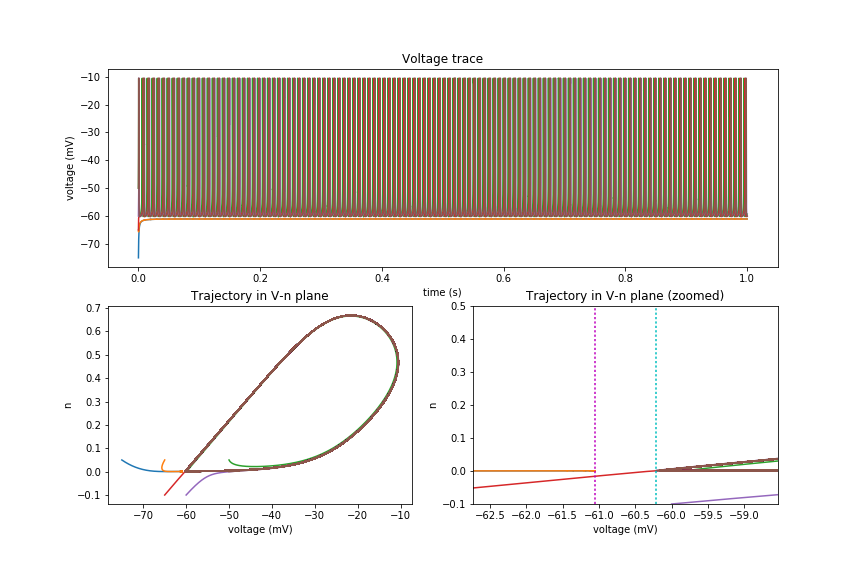 Voltage trace
voltage (mV)
−10
−20
−30
−40
−50
−60
−70
0.0 0.2 0.4 0.6 0.8 1.0
time (s)
Trajectory in V-n plane
n
0.7
0.6
0.5
0.4
0.3
0.2
0.1
0.0
−0.1
−70 −60 −50 −40 −30 −20 −10
voltage (mV)
Trajectory in V-n plane (zoomed)
n
0.5
0.4
0.3
0.2
0.1
0.0
−0.1
−62.5 −62.0 −61.5 −61.0 −60.5 −60.0 −59.5 −59.0
voltage (mV)